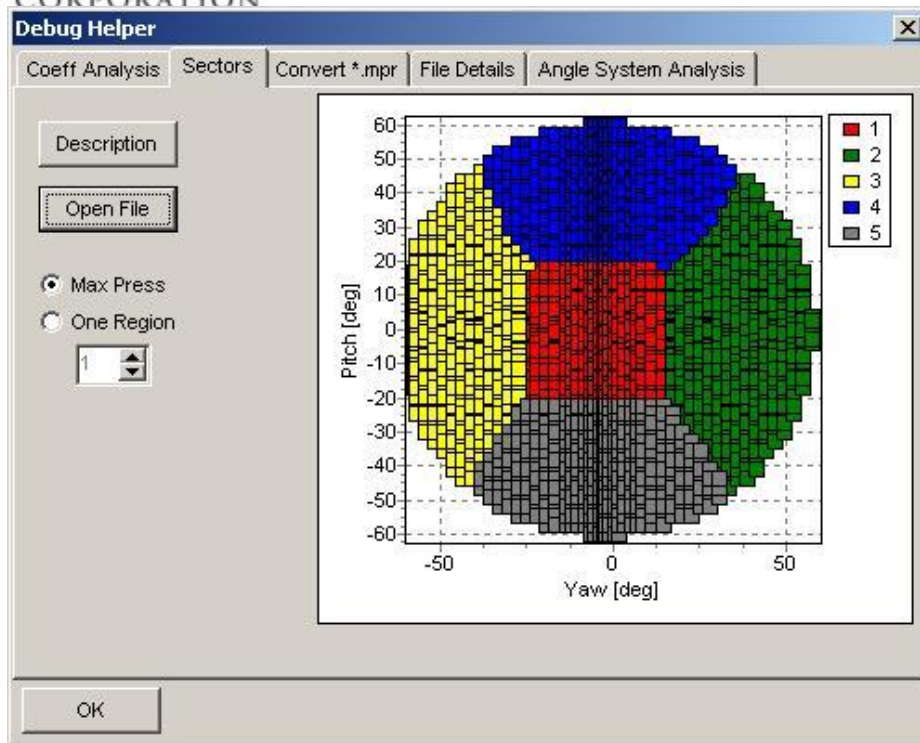 CORPORATION
Debug Helper
Coeff Analysis Sectors Convert *.mpr File Details Angle System Analysis
Description
Open File
Max Press
One Region
1
60
50
40
30
20
10
0
-10
-20
-30
-40
-50
-60
Pitch [deg]
-50 0 50
Yaw [deg]
1
2
3
4
5
OK